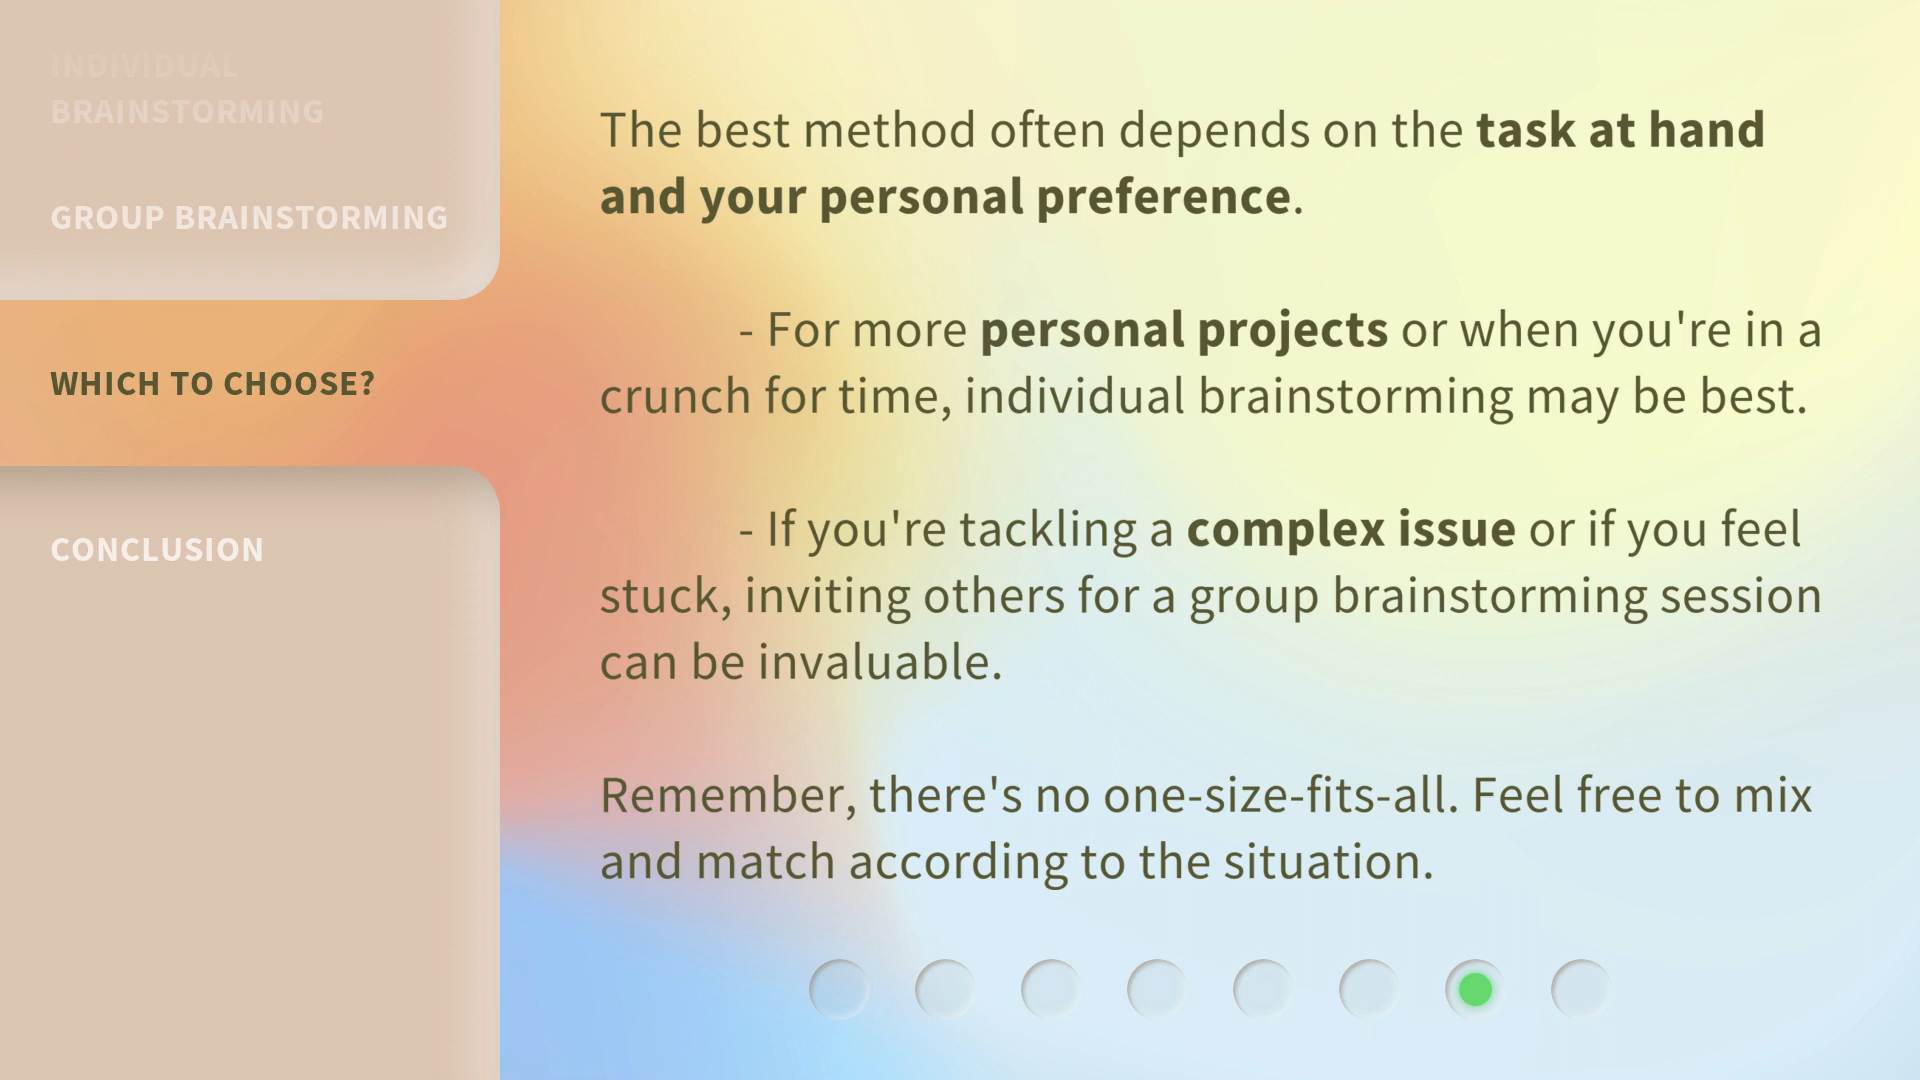 INDIVIDUAL
BRAINSTORMING
GROUP BRAINSTORMING
WHICH TO CHOOSE?
CONCLUSION
The best method often depends on the task at hand
and your personal preference.
- For more personal projects or when you're in a
crunch for time, individual brainstorming may be best.
- If you're tackling a complex issue or if you feel
stuck, inviting others for a group brainstorming session
can be invaluable.
Remember, there's no one-size-fits-all. Feel free to mix
and match according to the situation.